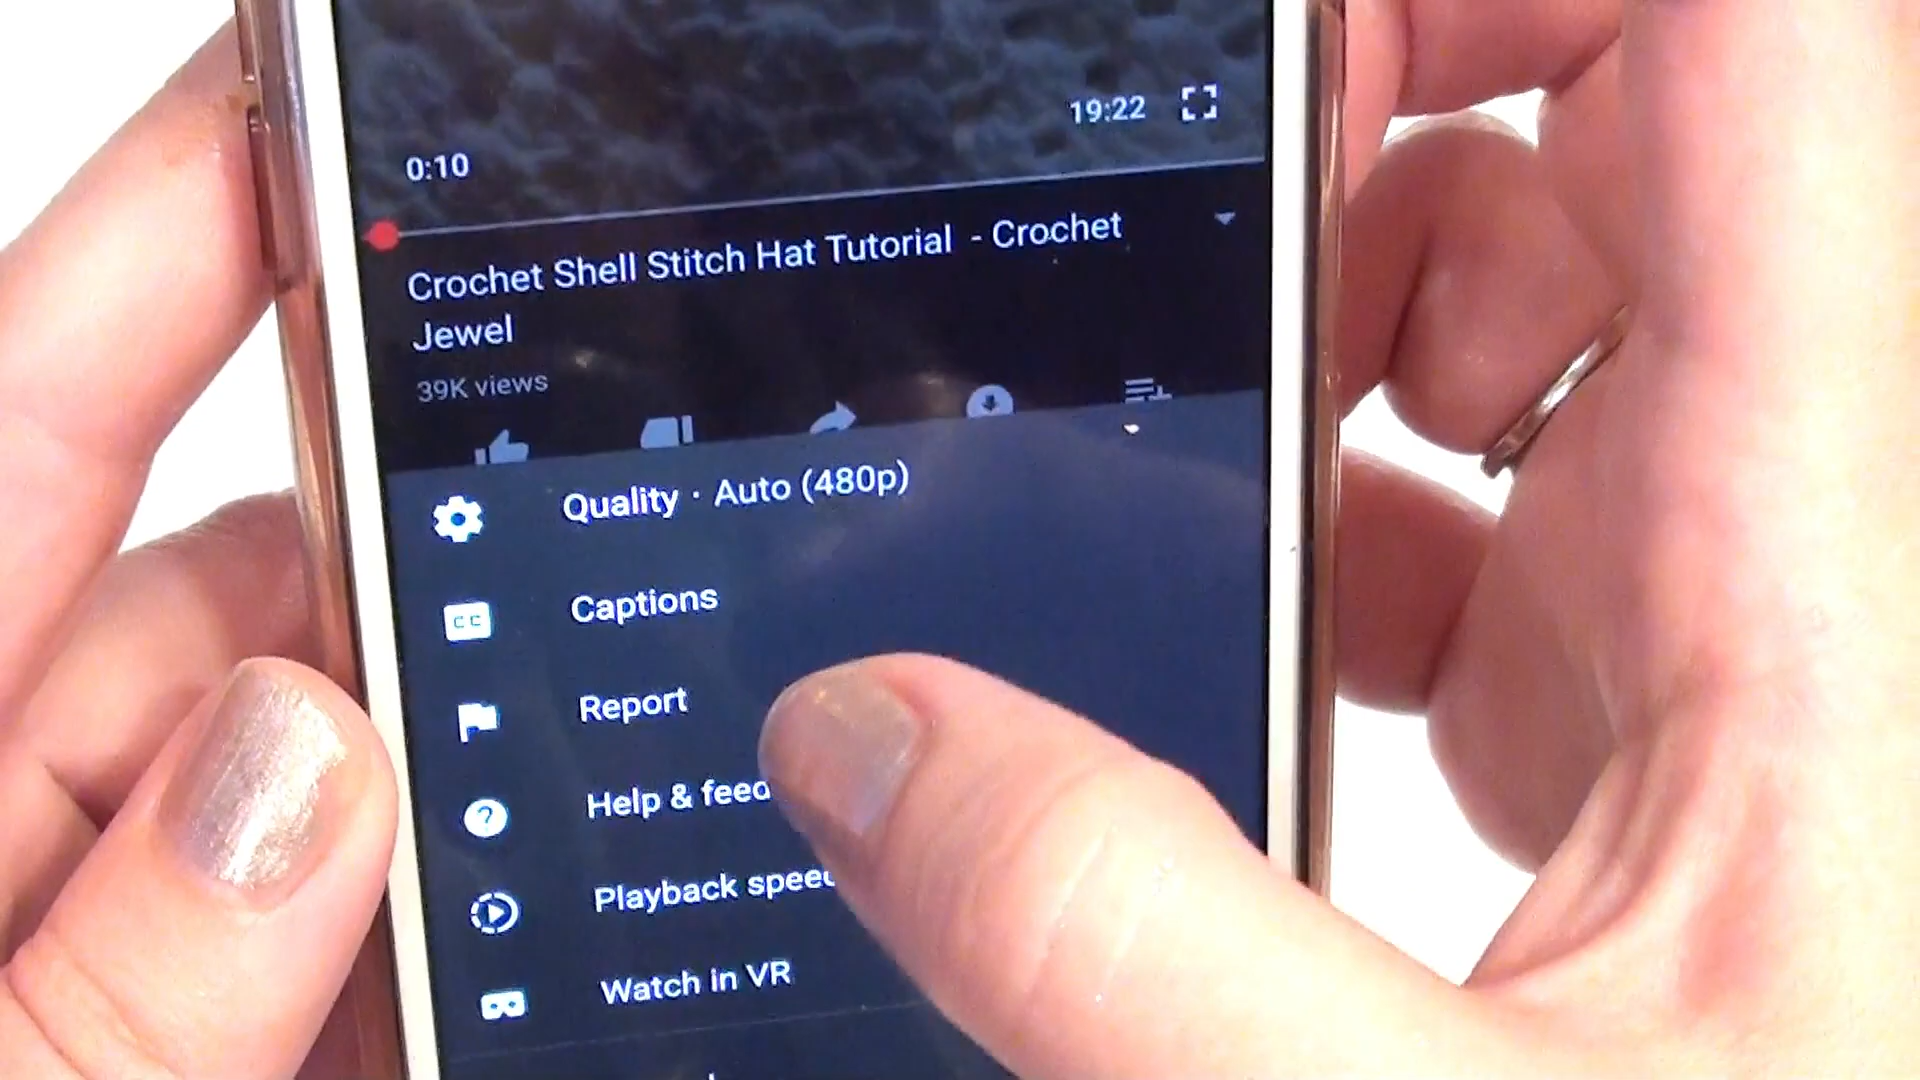 19:22
0:10
Crochet Shell Stitch Hat Tutorial - Crochet
Jewel
39K views
Quality · Auto (480p)
CC
Captions
Report
?
Help & feed
Playback speed
Watch in VR